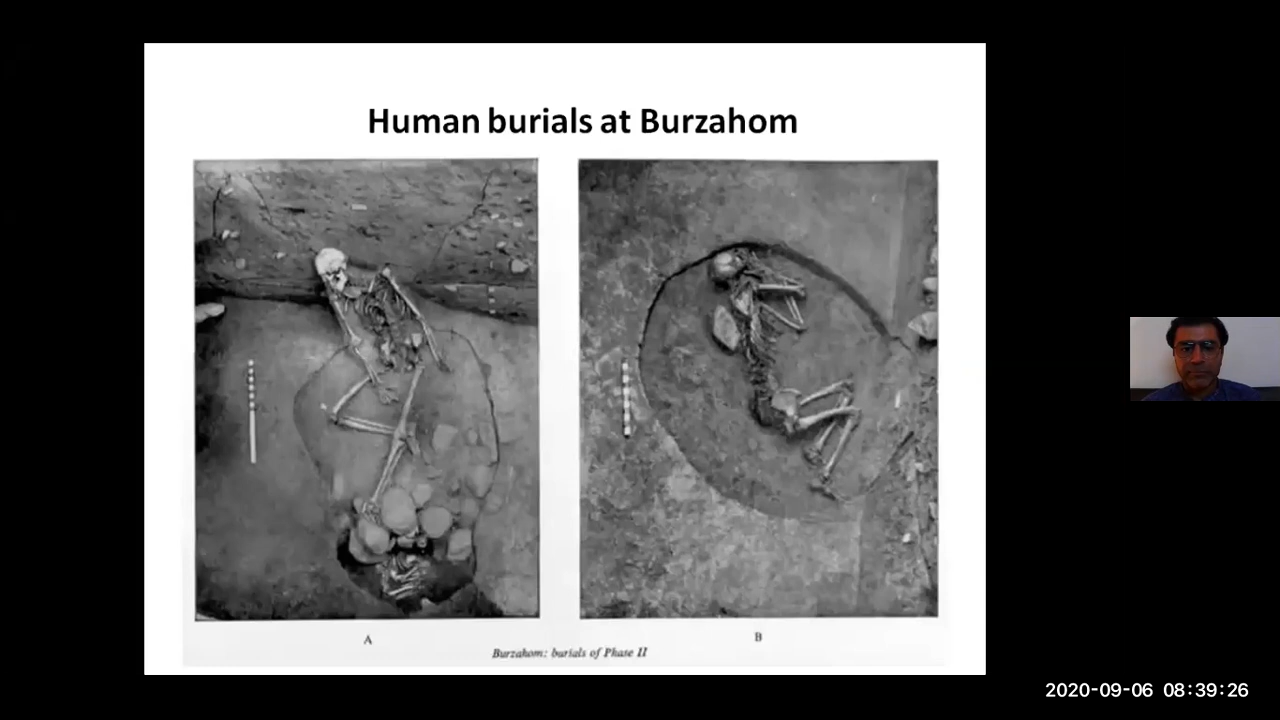 Human burials at Burzahom
A
B
Burzahom: burials of Phase II
2020-09-06 08:39:26